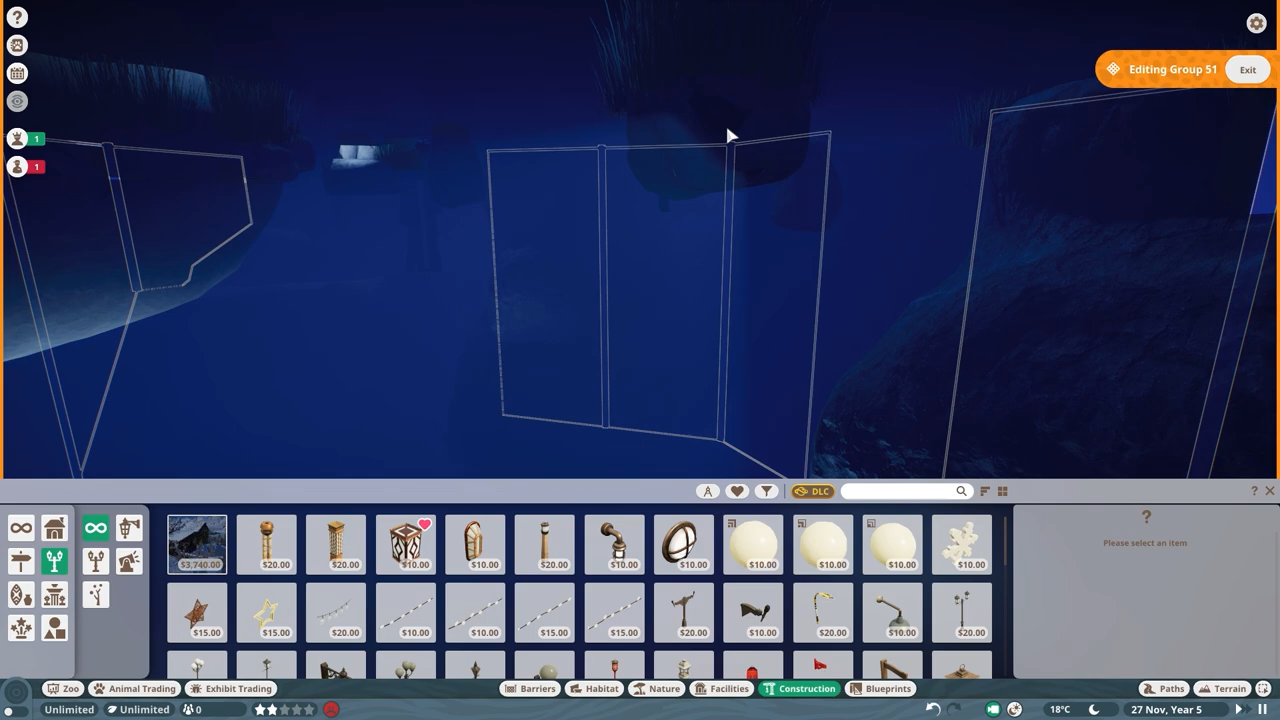 ?
Editing Group 51 Exit
1
1
DLC
?
$3,740.00 $20.00 $20.00 $10.00 $10.00 $20.00 $10.00 $10.00 $10.00 $10.00 $10.00 $10.00
?
Please select an item
$15.00 $15.00 $20.00 $10.00 $10.00 $15.00 $15.00 $20.00 $10.00 $20.00 $10.00 $20.00
Zoo Animal Trading Exhibit Trading Barriers Habitat Nature Facilities Construction Blueprints Paths Terrain
Unlimited Unlimited 0 18°C 27 Nov, Year 5